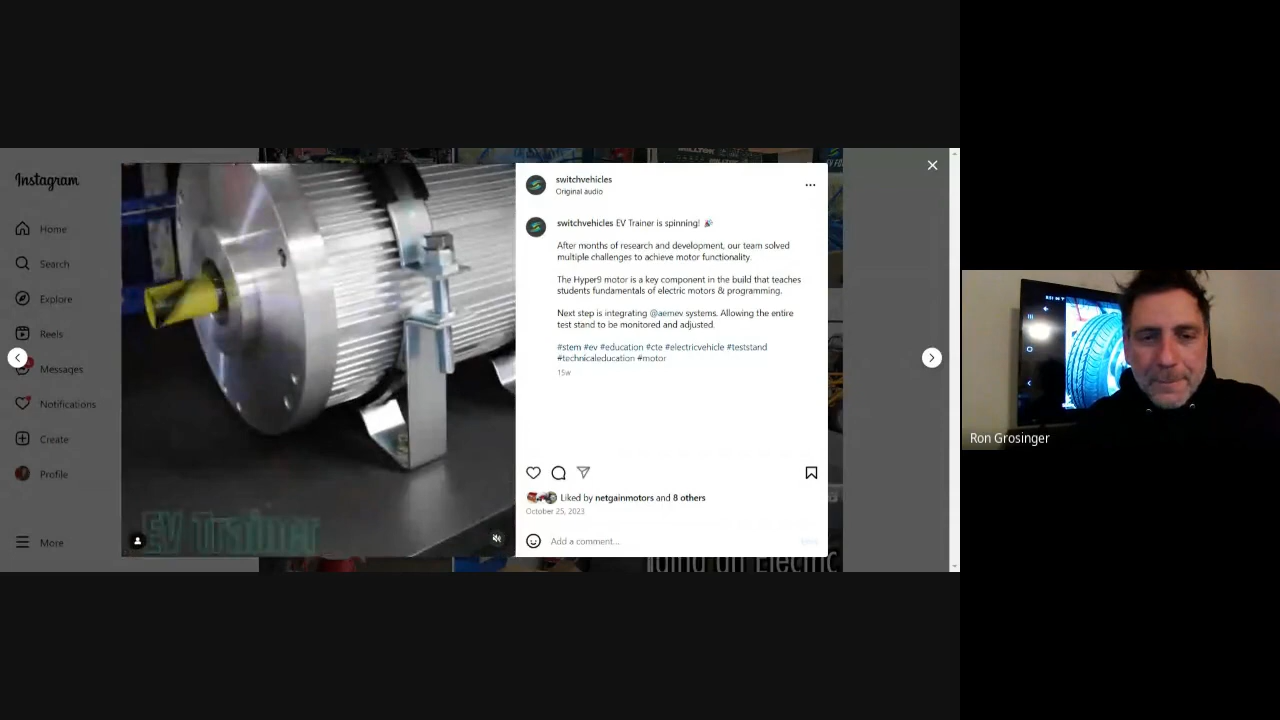 Instagram
Home
Search
Explore
Reels
Messages
Notifications
Create
Profile
More
EV Trainer
switchvehicles
Original audio
switchvehicles EV Trainer is spinning! 🎉
After months of research and development, our team solved
multiple challenges to achieve motor functionality.
The Hyper9 motor is a key component in the build that teaches
students fundamentals of electric motors & programming.
Next step is integrating @aemev systems. Allowing the entire
test stand to be monitored and adjusted.
#stem #ev #education #cte #electricvehicle #teststand
#technicaleducation #motor
15w
Liked by netgainmotors and 8 others
October 25, 2023
Add a comment...
an Electric
Ron Grosinger